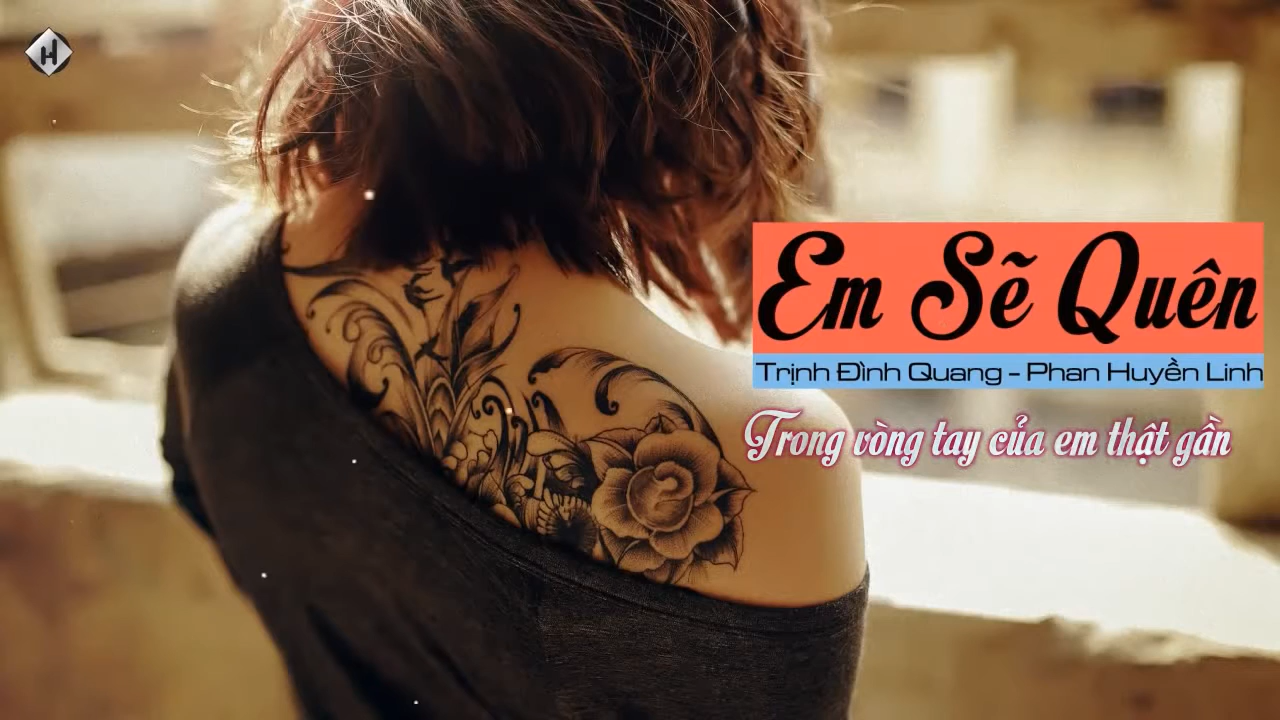 H
Em Sẽ Quên
Trịnh Đình Quang - Phan Huyền Linh
Trong vòng tay của em thật gần